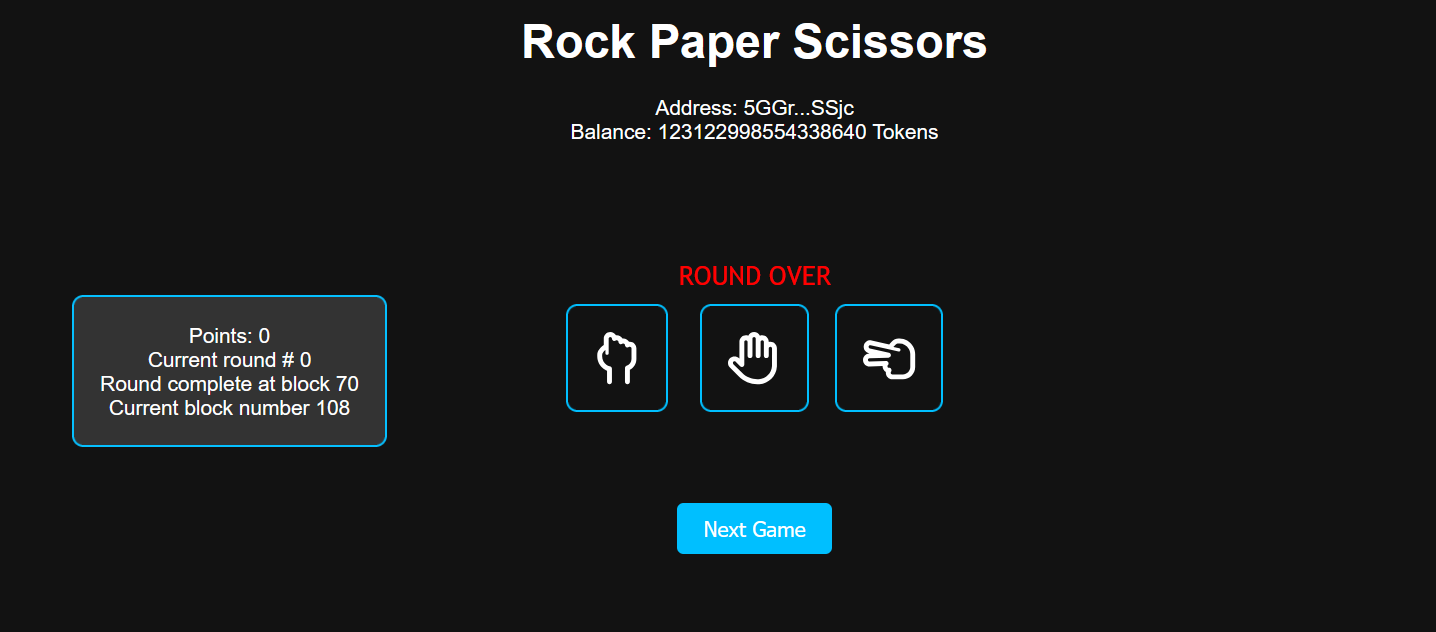 Rock Paper Scissors
Address: 5GGr...SSjc
Balance: 123122998554338640 Tokens
ROUND OVER
Points: 0
Current round # 0
Round complete at block 70
Current block number 108
Next Game